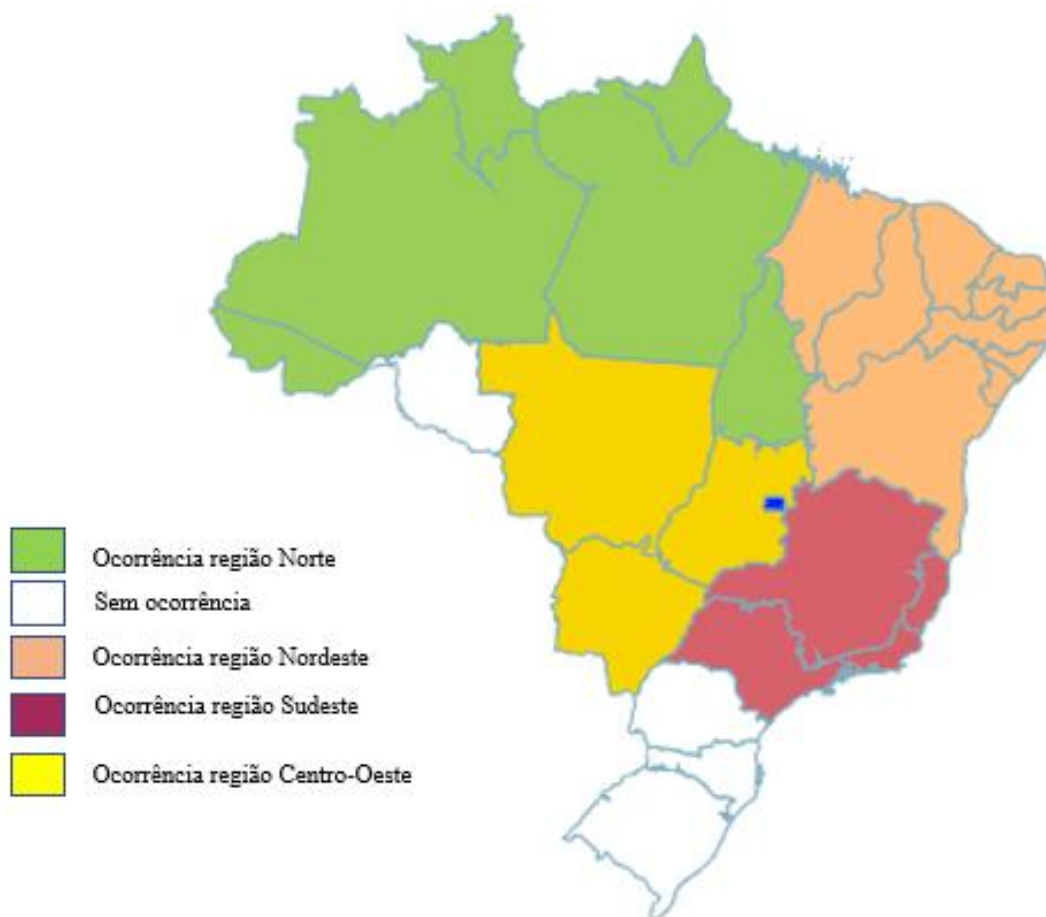 Ocorrência região Norte
Sem ocorrência
Ocorrência região Nordeste
Ocorrência região Sudeste
Ocorrência região Centro-Oeste